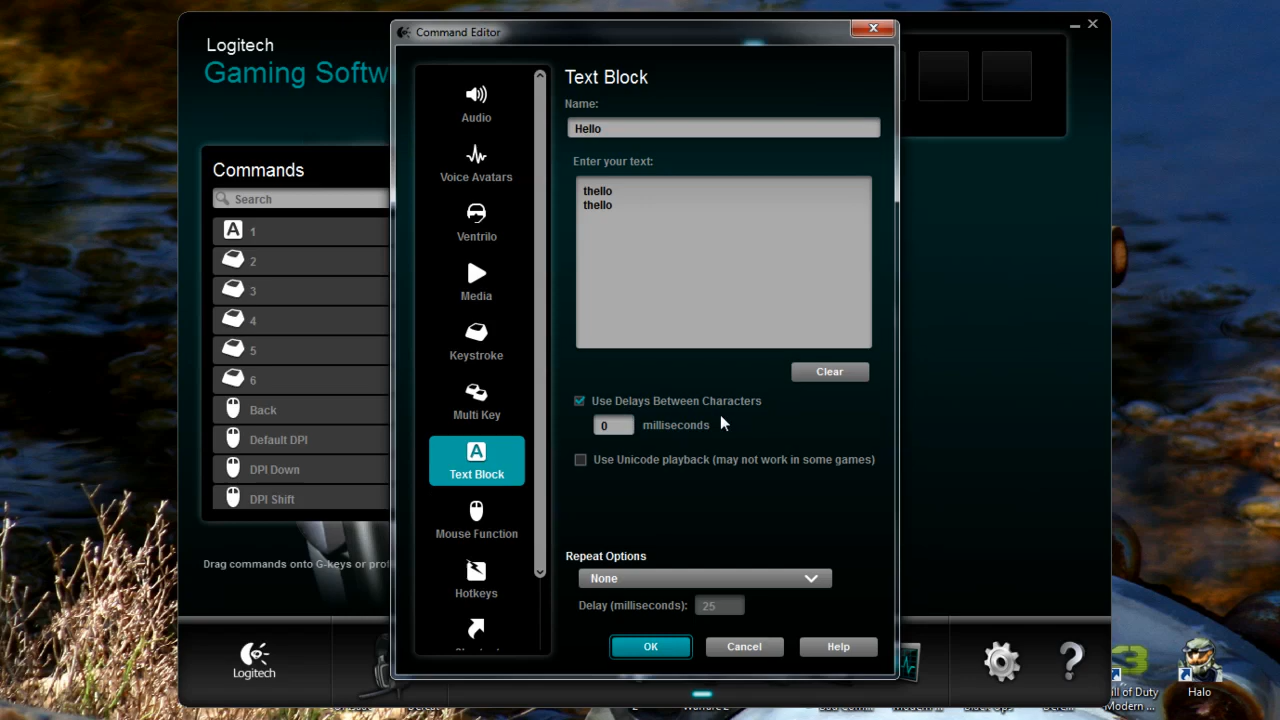 Logitech
Gaming Softw
Commands
Search
1
2
3
4
5
6
Back
Default DPI
DPI Down
DPI Shift
Drag commands onto G-keys or prof
Logitech
Command Editor
Audio
Voice Avatars
Ventrilo
Media
Keystroke
Multi Key
A
Text Block
Mouse Function
Hotkeys
Text Block
Name:
Hello
Enter your text:
thello
thello
Clear
Use Delays Between Characters
0 milliseconds
Use Unicode playback (may not work in some games)
Repeat Options
None
Delay (milliseconds): 25
OK
Cancel
Help
?
ll of Duty
Modern ...
Halo